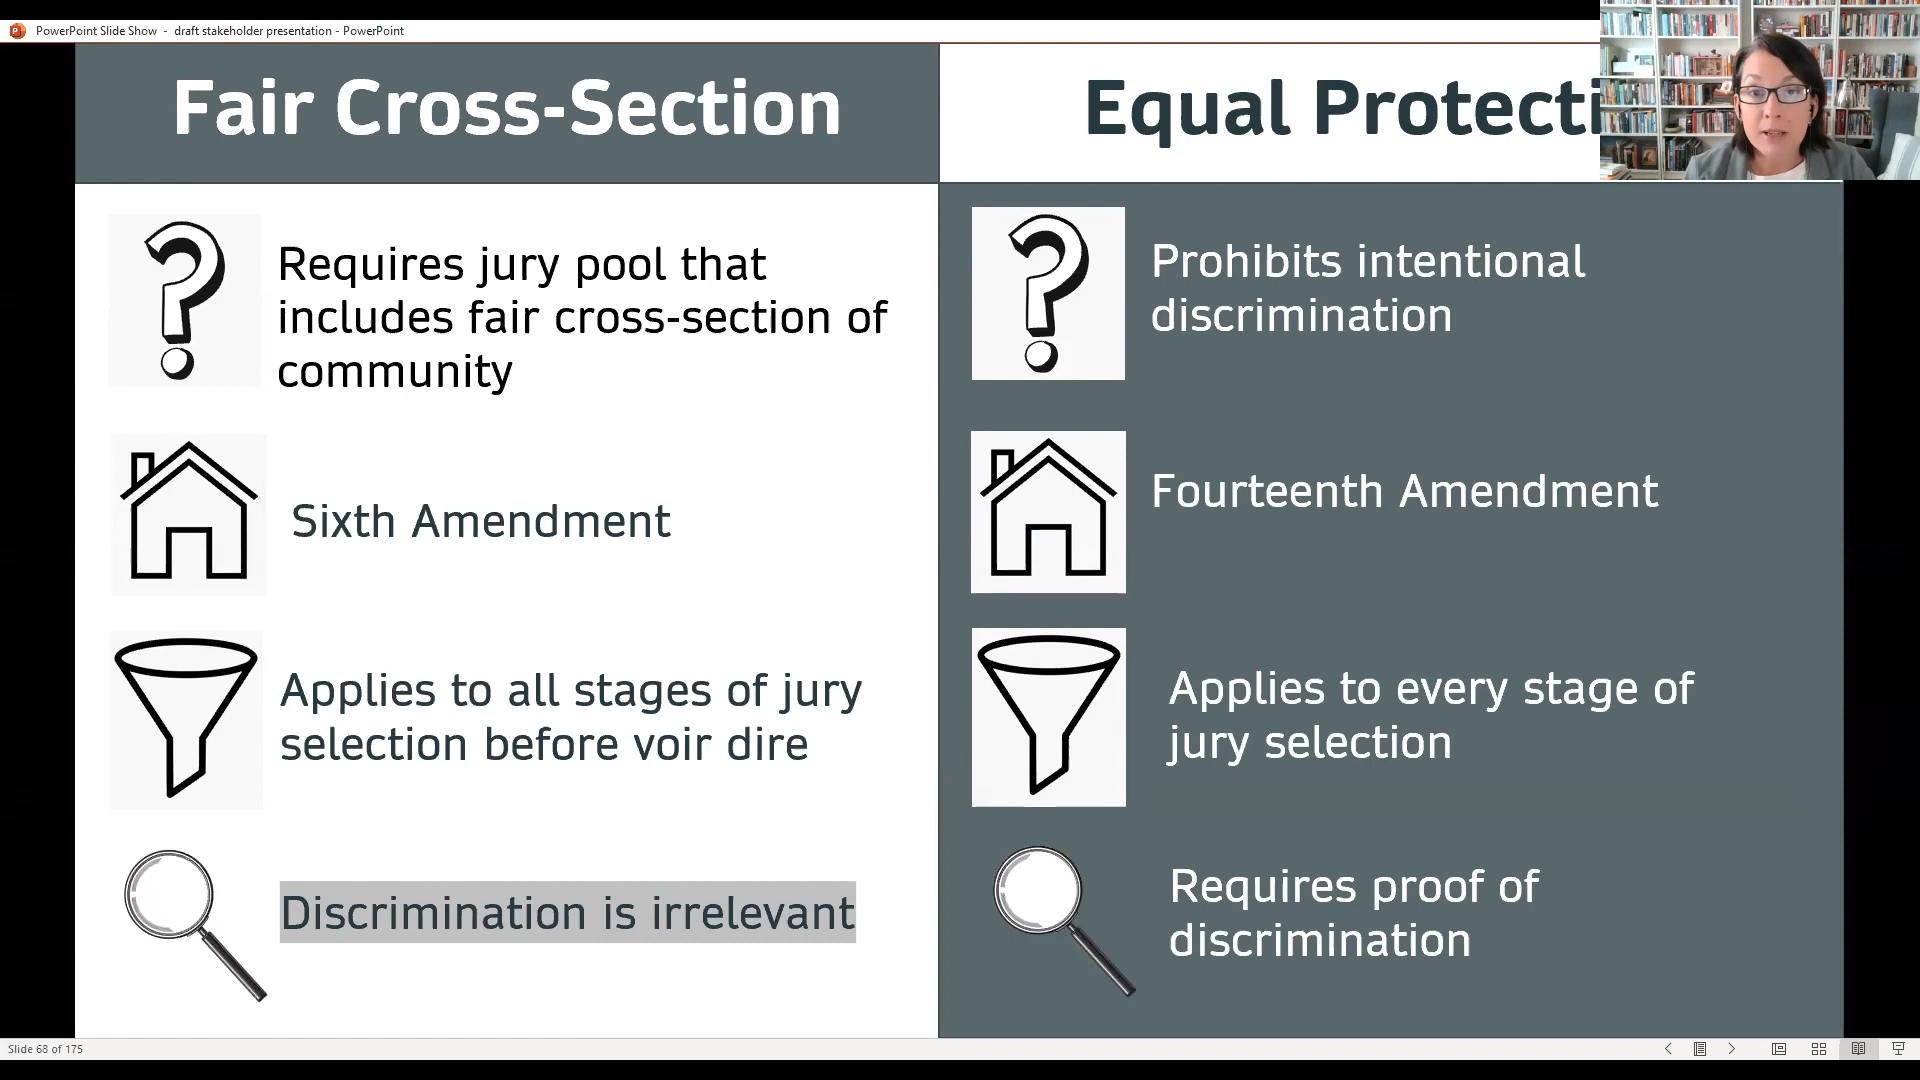 PowerPoint Slide Show - draft stakeholder presentation - PowerPoint
Fair Cross-Section
Requires jury pool that
includes fair cross-section of
community
Sixth Amendment
Applies to all stages of jury
selection before voir dire
Discrimination is irrelevant
Equal Protecti
Prohibits intentional
discrimination
Fourteenth Amendment
Applies to every stage of
jury selection
Requires proof of
discrimination
Slide 68 of 175